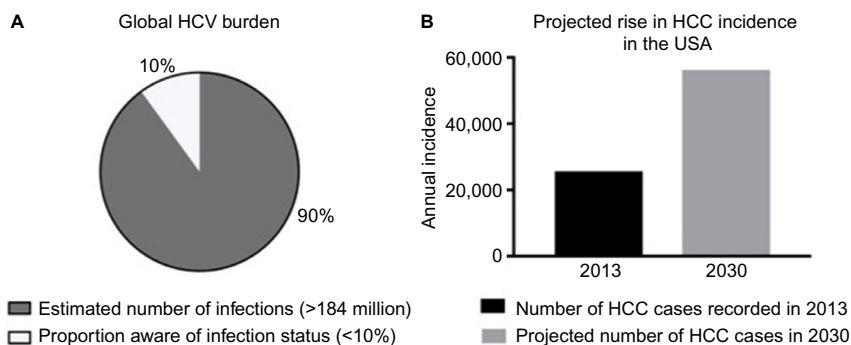 A
Global HCV burden
10%
90%
Estimated number of infections (>184 million)
Proportion aware of infection status (<10%)
B
Projected rise in HCC incidence
in the USA
Annual incidence
60,000
40,000
20,000
0
2013
2030
Number of HCC cases recorded in 2013
Projected number of HCC cases in 2030